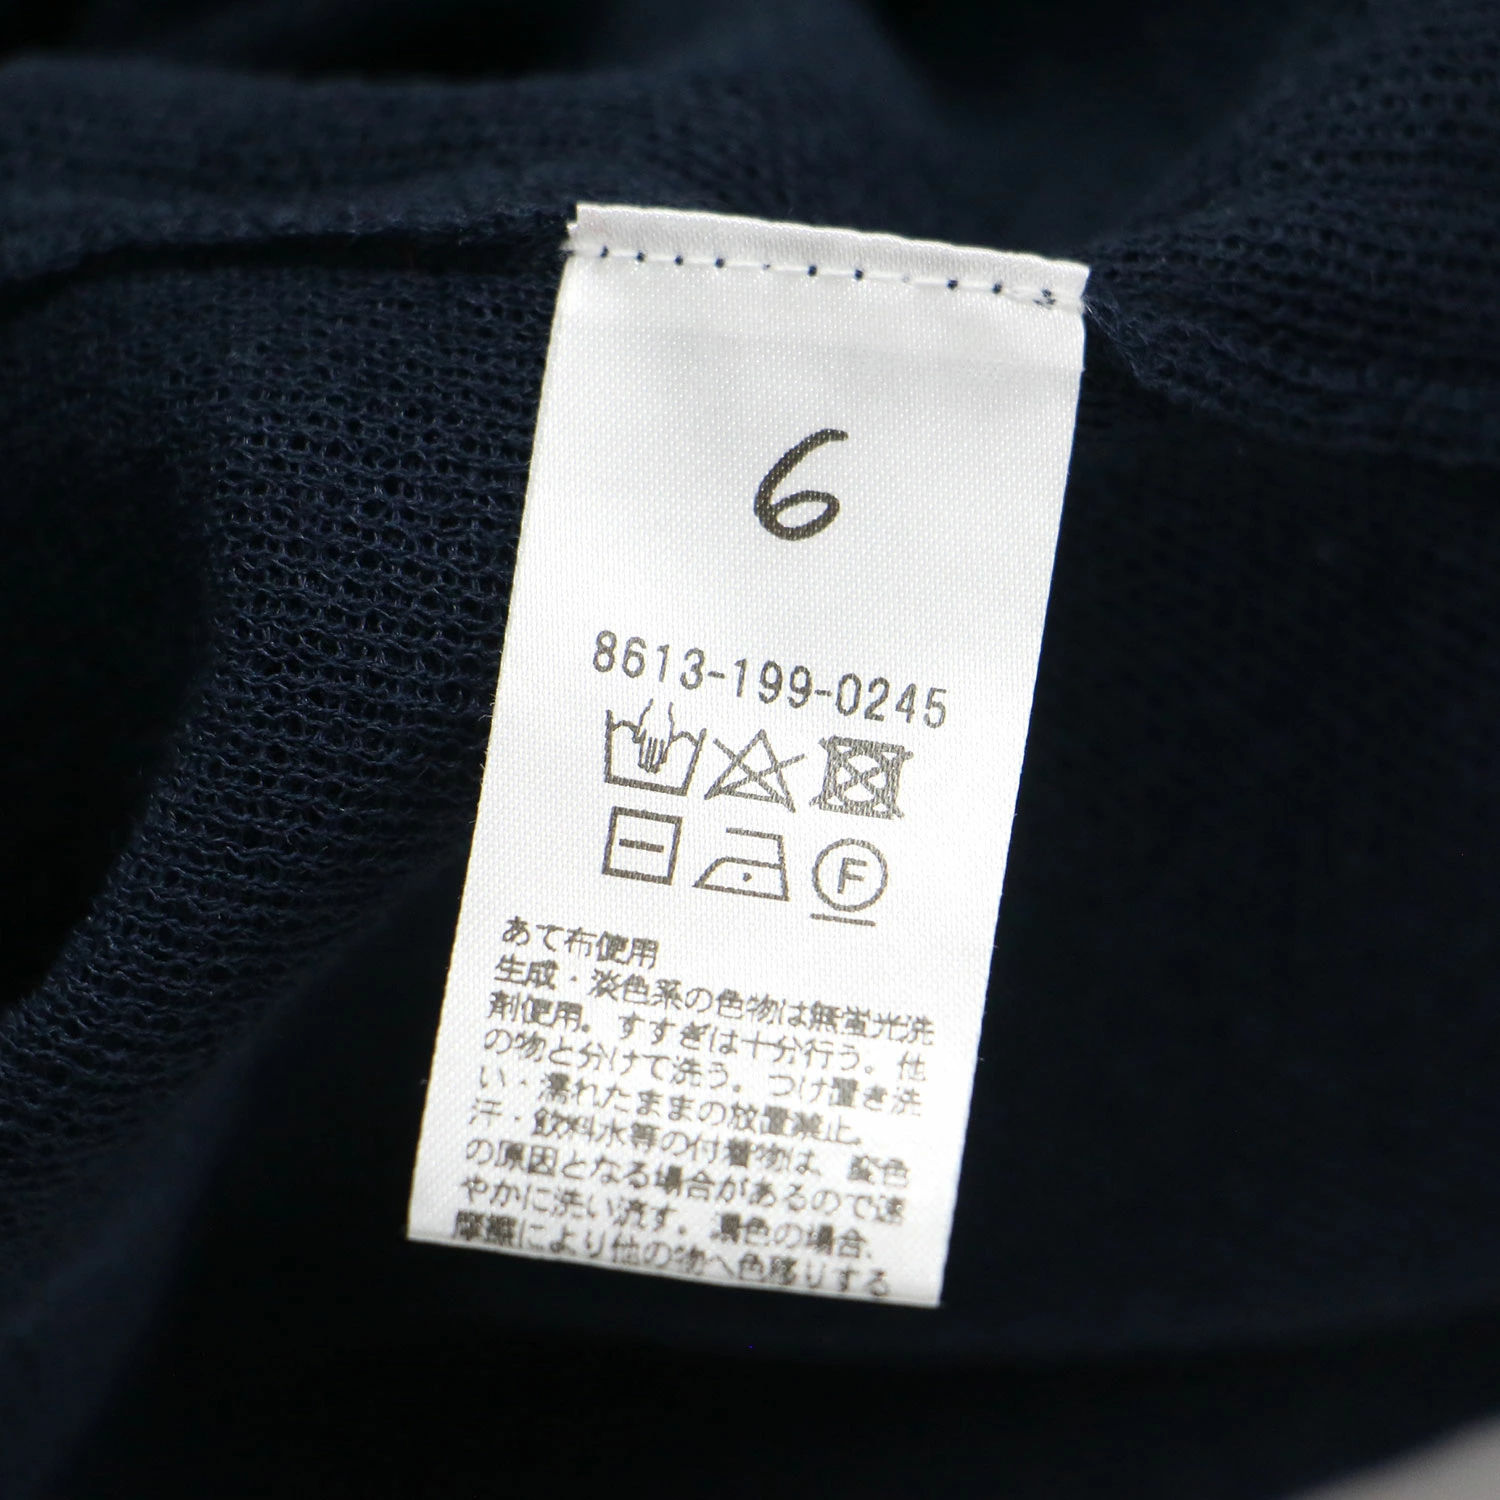 6
8613-199-0245
F
あて布使用
生成・淡色系の色物は無蛍光洗
剤使用。すすぎは十分行う。他
の物と分けて洗う。つけ置き洗
い・濡れたままの放置禁止。
汗・飲料水等の付着物は、変色
の原因となる場合があるので速
やかに洗い流す。濃色の場合、
摩擦により他の物へ色移りする